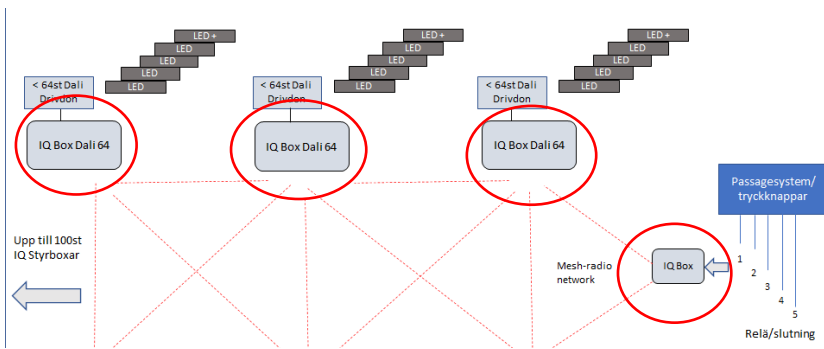 LED +
LED
LED
LED
LED
< 64st Dali
Drivdon
IQ Box Dali 64
LED +
LED
LED
LED
LED
< 64st Dali
Drivdon
IQ Box Dali 64
LED +
LED
LED
LED
LED
< 64st Dali
Drivdon
IQ Box Dali 64
Passagesystem/
tryckknappar
Upp till 100st
IQ Styrboxar
Mesh-radio
network
IQ Box
1
2
3
4
5
Relä/slutning